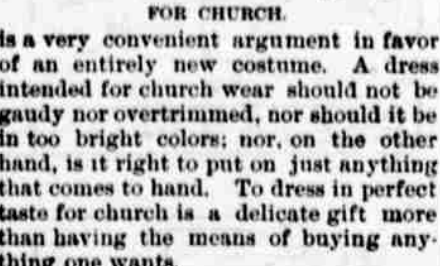 FOR CHURCH.
is a very convenient argument in favor
of an entirely new costume. A dress
intended for church wear should not be
gaudy nor overtrimmed, nor should it be
in too bright colors; nor, on the other
hand, is it right to put on just anything
that comes to hand. To dress in perfect
taste for church is a delicate gift more
than having the means of buying any-
thing one wants.